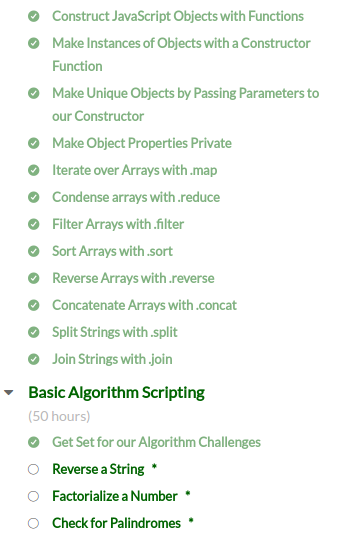 Construct JavaScript Objects with Functions
Make Instances of Objects with a Constructor
Function
Make Unique Objects by Passing Parameters to
our Constructor
Make Object Properties Private
Iterate over Arrays with .map
Condense arrays with .reduce
Filter Arrays with .filter
Sort Arrays with .sort
Reverse Arrays with .reverse
Concatenate Arrays with .concat
Split Strings with .split
Join Strings with .join
Basic Algorithm Scripting
(50 hours)
Get Set for our Algorithm Challenges
Reverse a String *
Factorialize a Number *
Check for Palindromes *